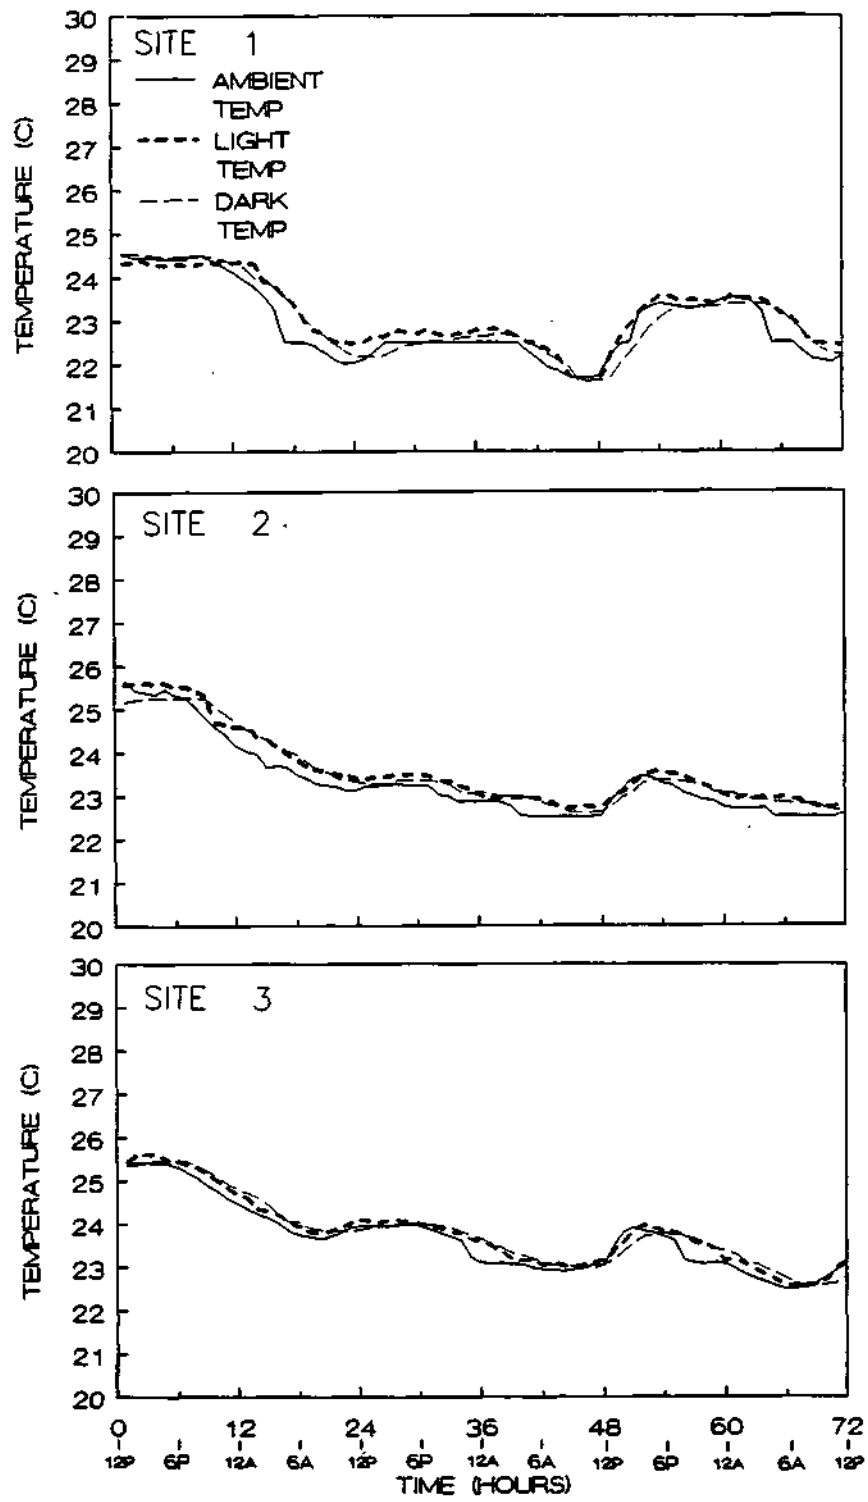 30
SITE 1
29
AMBIENT
TEMP
28
LIGHT
27
TEMP
26
DARK
TEMP
25
24
23
22
21
20
TEMPERATURE (C)
30
SITE 2
29
28
27
26
25
24
23
22
21
20
TEMPERATURE (C)
30
SITE 3
29
28
27
26
25
24
23
22
21
20
TEMPERATURE (C)
0 12 24 36 48 60 72
12P 6P 12A 6A 12P 6P 12A 6A 12P 6P 12A 6A 12P
TIME (HOURS)